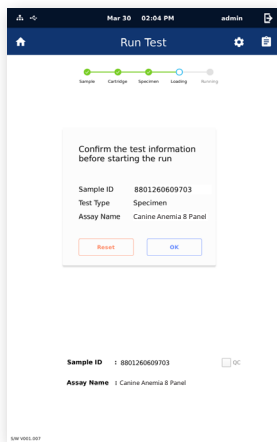 Mar 30 02:04 PM admin
Run Test
Sample Cartridge Specimen Loading Running
Confirm the test information
before starting the run
Sample ID 8801260609703
Test Type Specimen
Assay Name Canine Anemia 8 Panel
Reset OK
Sample ID : 8801260609703 QC
Assay Name : Canine Anemia 8 Panel
S/W V001.007